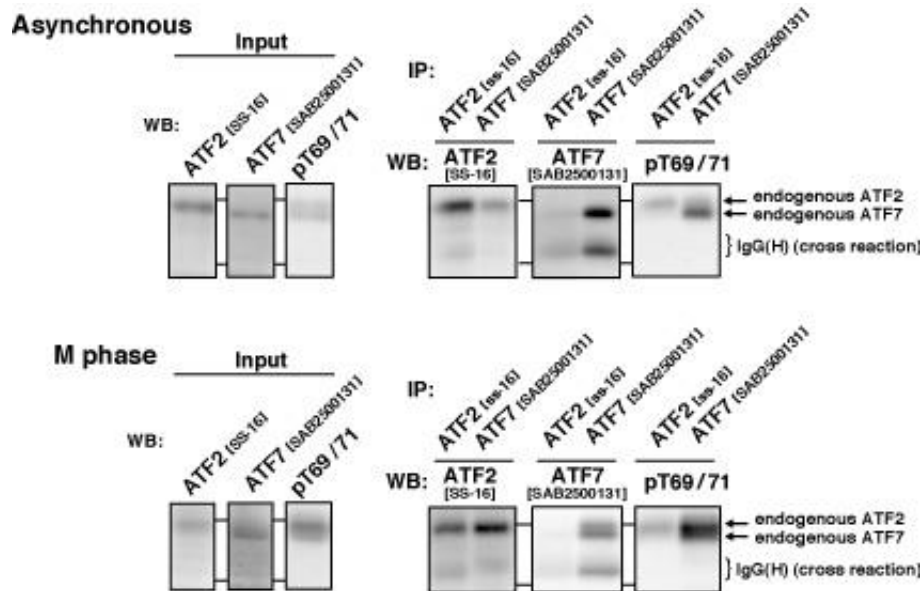 Asynchronous
Input
IP:
ATF2 [ss-16]
ATF7 [SAB2500131]
ATF2 [ss-16]
ATF7 [SAB2500131]
ATF2 [ss-16]
ATF7 [SAB2500131]
WB:
ATF2 [SS-16]
ATF7 [SAB2500131]
pT69/71
WB:
ATF2
[SS-16]
ATF7
[SAB2500131]
pT69/71
endogenous ATF2
endogenous ATF7
IgG(H) (cross reaction)
M phase
Input
IP:
ATF2 [ss-16]
ATF7 [SAB2500131]
ATF2 [ss-16]
ATF7 [SAB2500131]
ATF2 [ss-16]
ATF7 [SAB2500131]
WB:
ATF2 [SS-16]
ATF7 [SAB2500131]
pT69/71
WB:
ATF2
[SS-16]
ATF7
[SAB2500131]
pT69/71
endogenous ATF2
endogenous ATF7
IgG(H) (cross reaction)